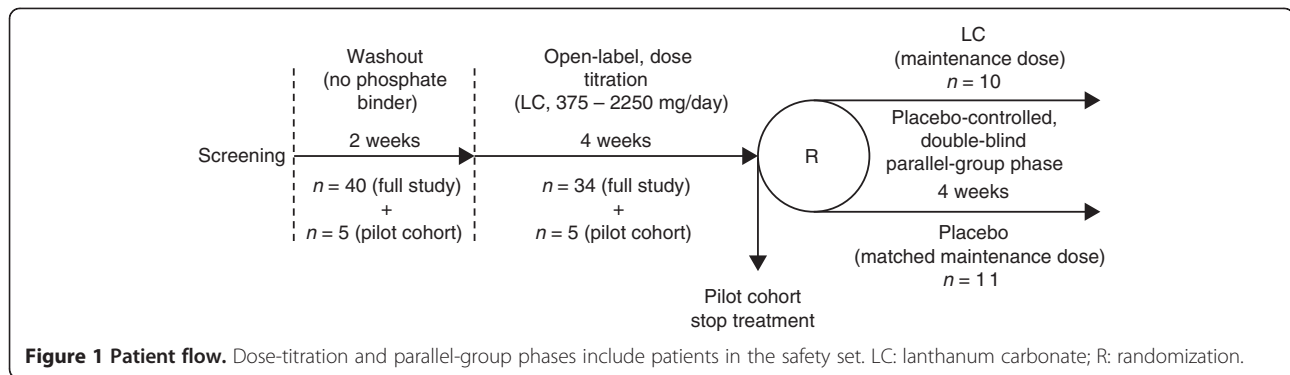 Washout
(no phosphate
binder)
2 weeks
Open-label, dose
titration
(LC, 375 – 2250 mg/day)
4 weeks
LC
(maintenance dose)
n = 10
Placebo-controlled,
double-blind
parallel-group phase
4 weeks
Screening
R
n = 40 (full study)
+
n = 5 (pilot cohort)
n = 34 (full study)
+
n = 5 (pilot cohort)
Placebo
(matched maintenance dose)
n = 11
Pilot cohort
stop treatment
Figure 1 Patient flow. Dose-titration and parallel-group phases include patients in the safety set. LC: lanthanum carbonate; R: randomization.